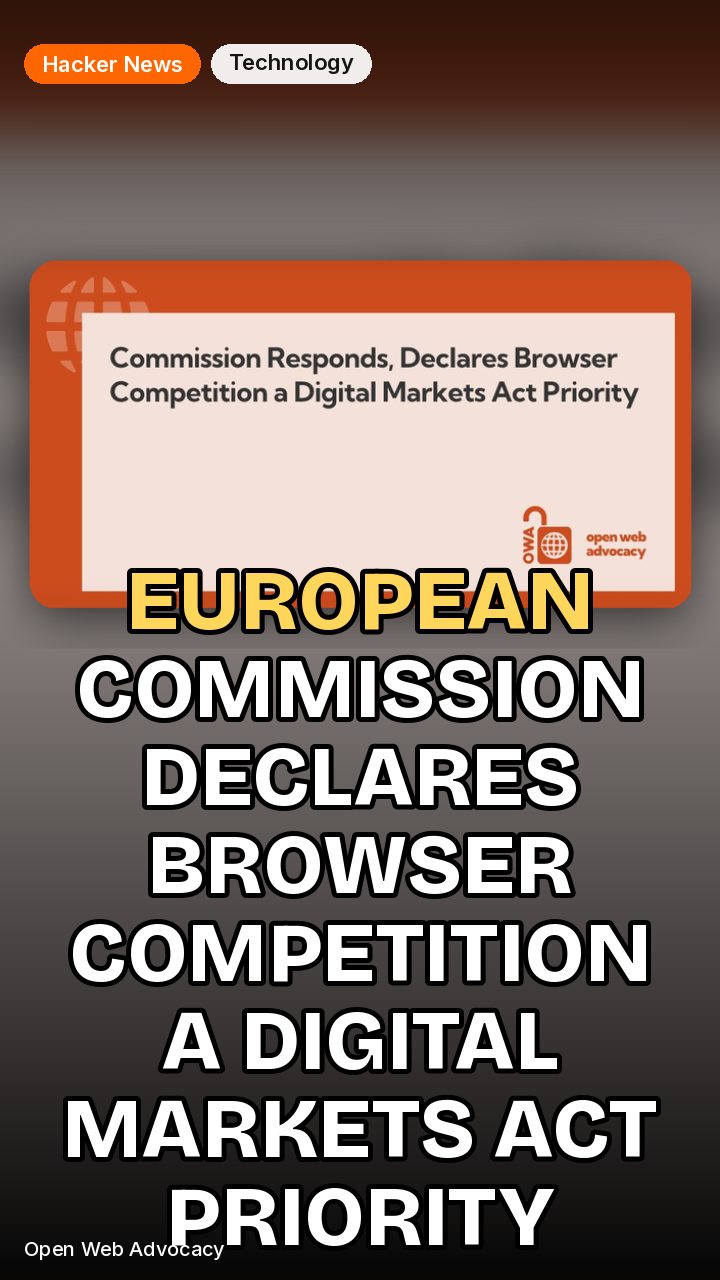 Hacker News
Technology
Commission Responds, Declares Browser
Competition a Digital Markets Act Priority
OWA
open web
advocacy
EUROPEAN
COMMISSION
DECLARES
BROWSER
COMPETITION
A DIGITAL
MARKETS ACT
PRIORITY
Open Web Advocacy